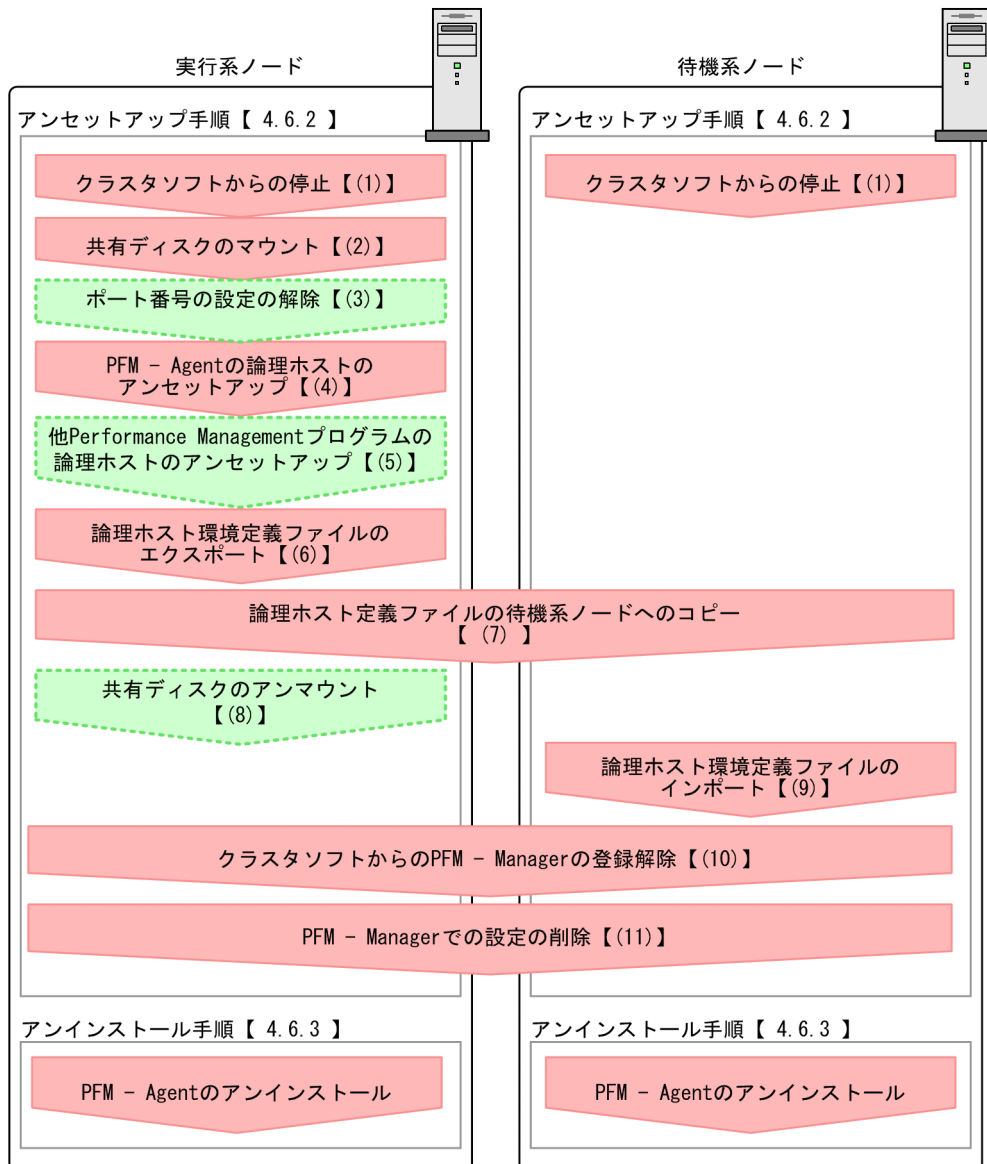 実行系ノード
待機系ノード
アンセットアップ手順【 4.6.2 】
アンセットアップ手順【 4.6.2 】
クラスタソフトからの停止【(1)】
クラスタソフトからの停止【(1)】
共有ディスクのマウント【(2)】
ポート番号の設定の解除【(3)】
PFM - Agentの論理ホストの
アンセットアップ【(4)】
他Performance Managementプログラムの
論理ホストのアンセットアップ【(5)】
論理ホスト環境定義ファイルの
エクスポート【(6)】
論理ホスト定義ファイルの待機系ノードへのコピー
【 (7) 】
共有ディスクのアンマウント
【(8)】
論理ホスト環境定義ファイルの
インポート【(9)】
クラスタソフトからのPFM - Managerの登録解除【(10)】
PFM - Managerでの設定の削除【(11)】
アンインストール手順【 4.6.3 】
アンインストール手順【 4.6.3 】
PFM - Agentのアンインストール
PFM - Agentのアンインストール